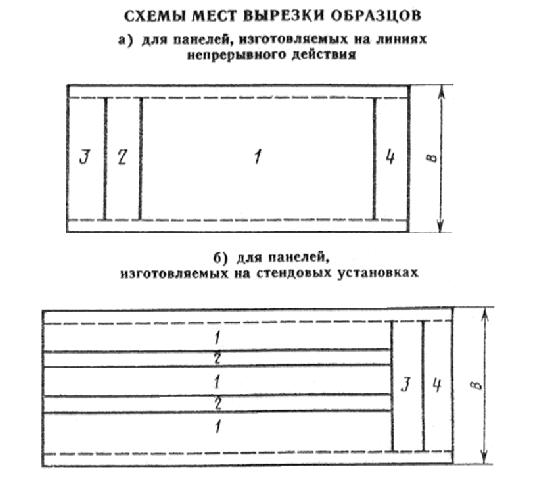 СХЕМЫ МЕСТ ВЫРЕЗКИ ОБРАЗЦОВ
а) для панелей, изготовляемых на линиях
непрерывного действия
3 2 1 4 В
б) для панелей,
изготовляемых на стендовых установках
1
2
1 3 4 В
2
1